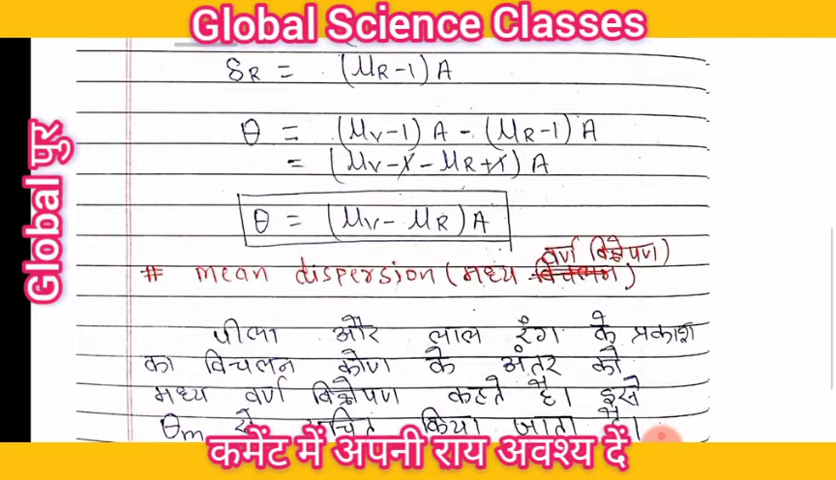 Global Science Classes
δR = (μR-1) A
θ = (μv-1) A - (μR-1) A
= (μv-1-μR+1) A
θ = (μv-μR) A
वर्ण विक्षेपण)
# mean dispersion (मध्य विचलन)
पीला और लाल रंग के प्रकाश
का विचलन कोण के अंतर को
मध्य वर्ण विक्षेपण कहते है। इसे
θm से सूचित किया जाता है।
Global पुर
कमेंट में अपनी राय अवश्य दें